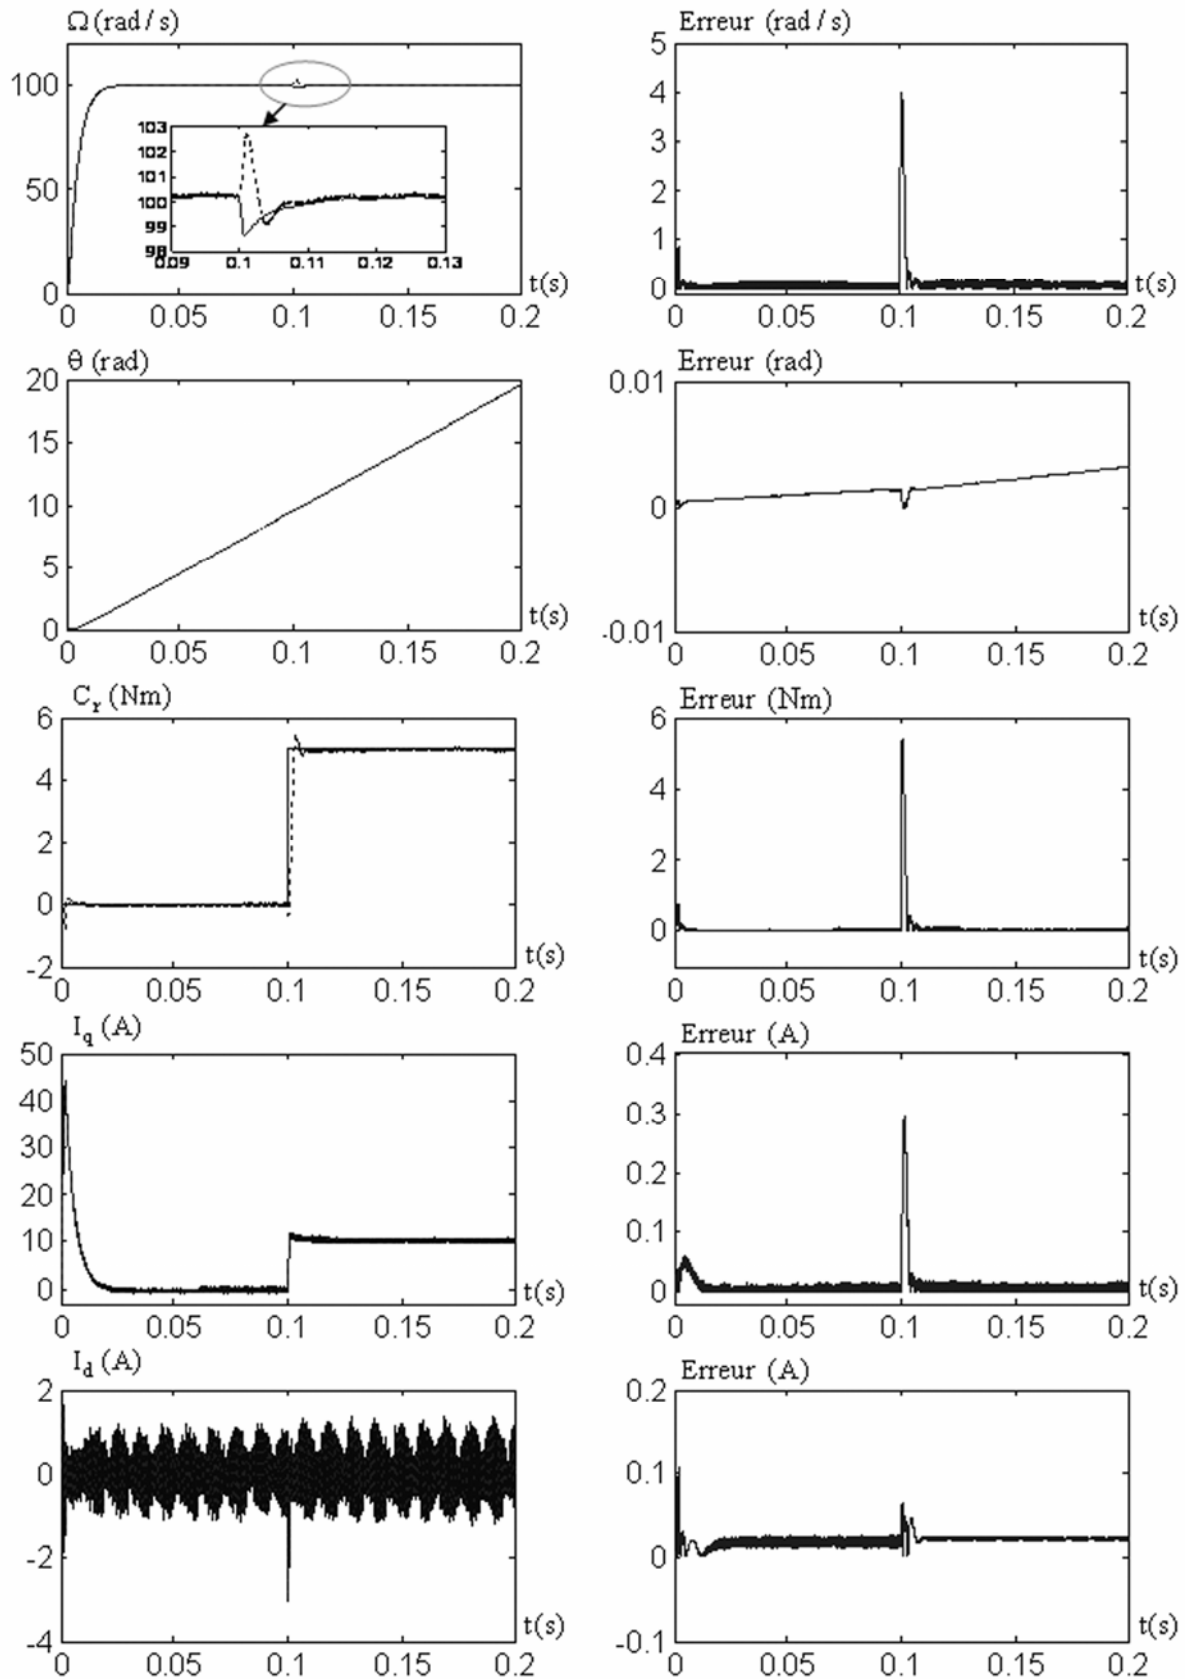 Ω (rad / s)
Erreur (rad / s)
100
50
0
103
102
101
100
99
98
0.09 0.1 0.11 0.12 0.13
t(s)
0 0.05 0.1 0.15 0.2
5
4
3
2
1
0
t(s)
0 0.05 0.1 0.15 0.2
θ (rad)
Erreur (rad)
20
15
10
5
0
t(s)
0 0.05 0.1 0.15 0.2
0.01
0
-0.01
t(s)
0 0.05 0.1 0.15 0.2
C_r (Nm)
Erreur (Nm)
6
4
2
0
-2
t(s)
0 0.05 0.1 0.15 0.2
6
4
2
0
t(s)
0 0.05 0.1 0.15 0.2
I_q (A)
Erreur (A)
50
40
30
20
10
0
t(s)
0 0.05 0.1 0.15 0.2
0.4
0.3
0.2
0.1
0
t(s)
0 0.05 0.1 0.15 0.2
I_d (A)
Erreur (A)
2
0
-2
-4
t(s)
0 0.05 0.1 0.15 0.2
0.2
0.1
0
-0.1
t(s)
0 0.05 0.1 0.15 0.2